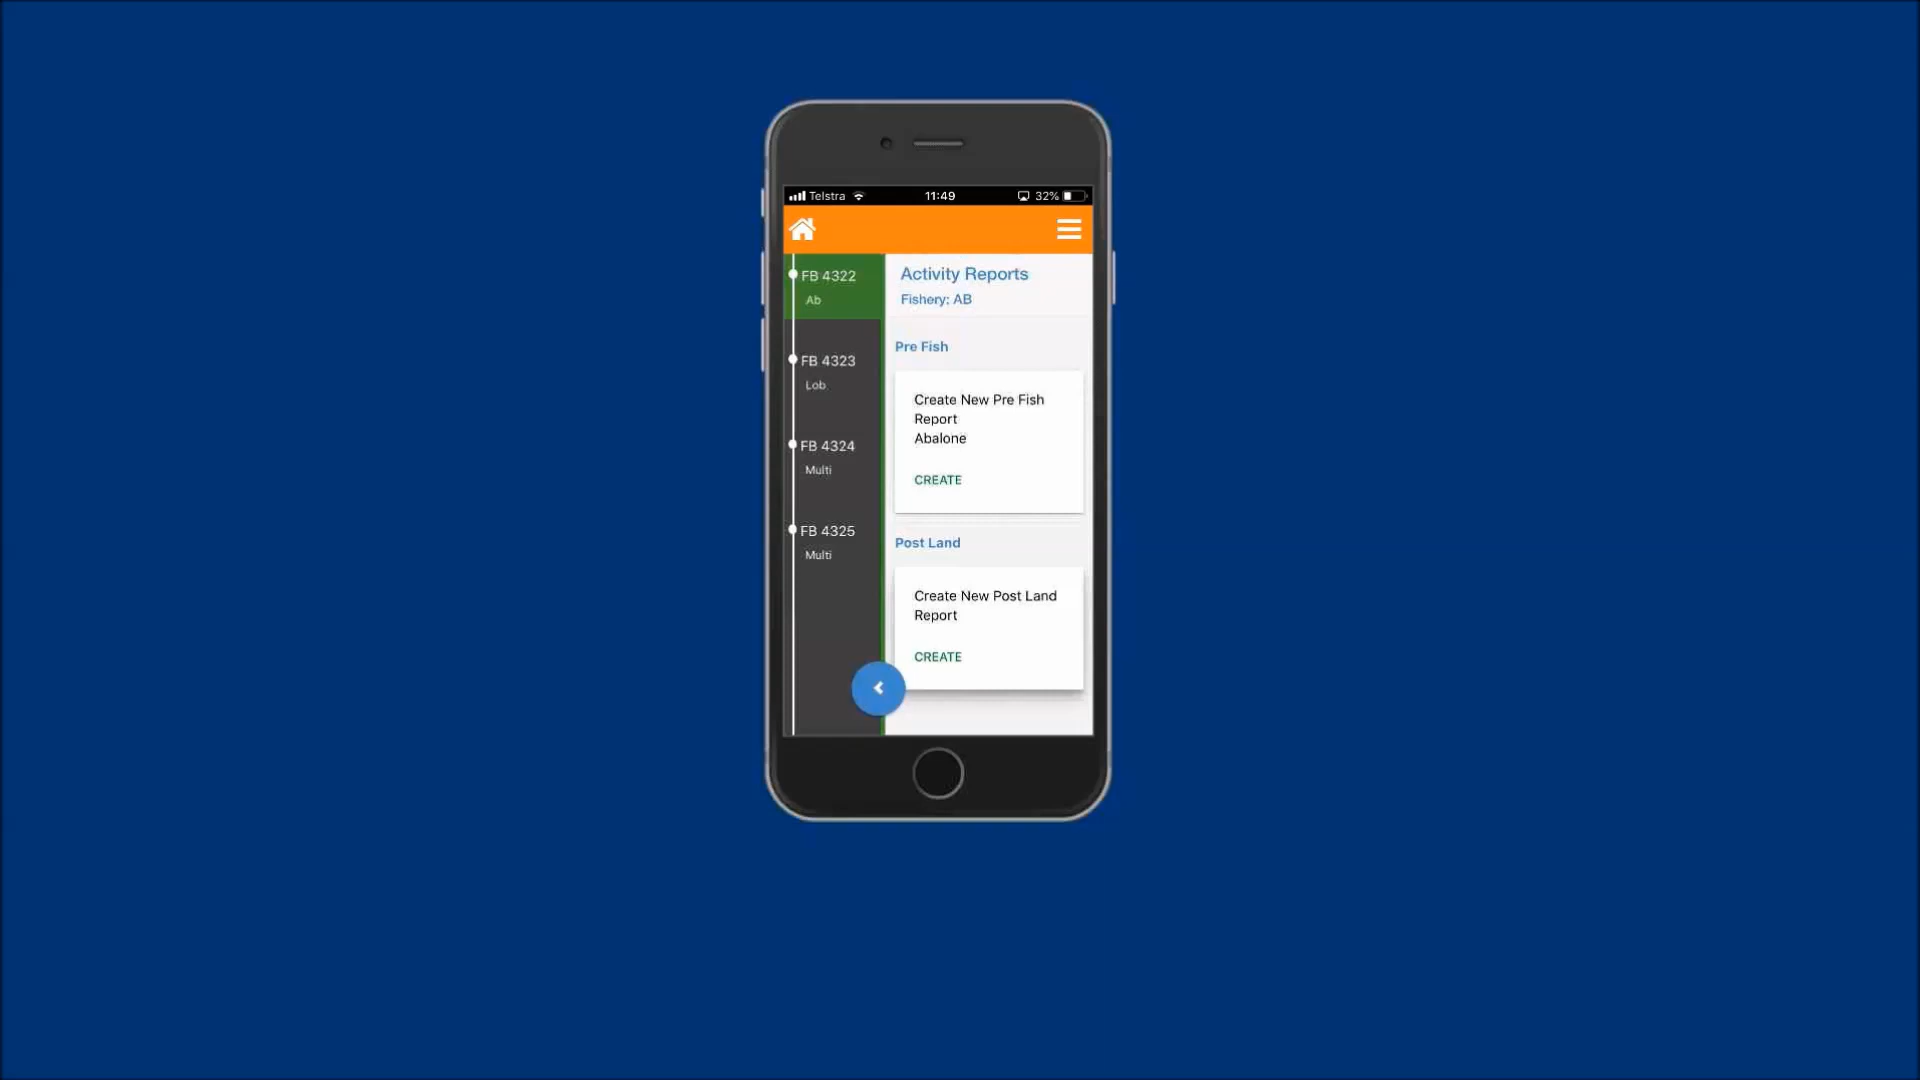 Telstra 11:49 32%
FB 4322
Ab
FB 4323
Lob
FB 4324
Multi
FB 4325
Multi
Activity Reports
Fishery: AB
Pre Fish
Create New Pre Fish
Report
Abalone
CREATE
Post Land
Create New Post Land
Report
CREATE